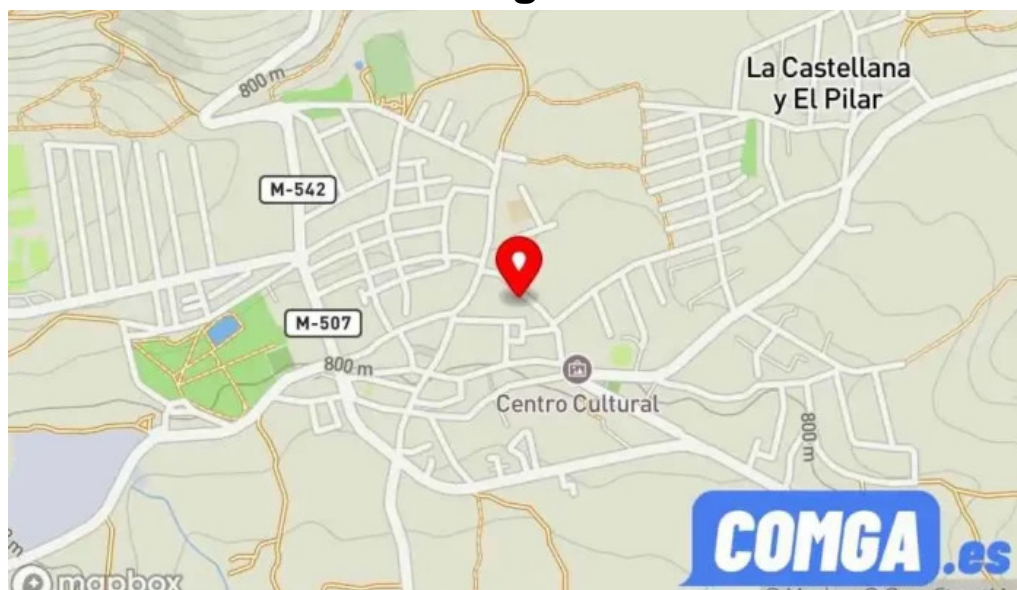 800 m
La Castellana
y El Pilar
M-542
M-507
800 m
Centro Cultural
800 m
COMGA.es
mapbox